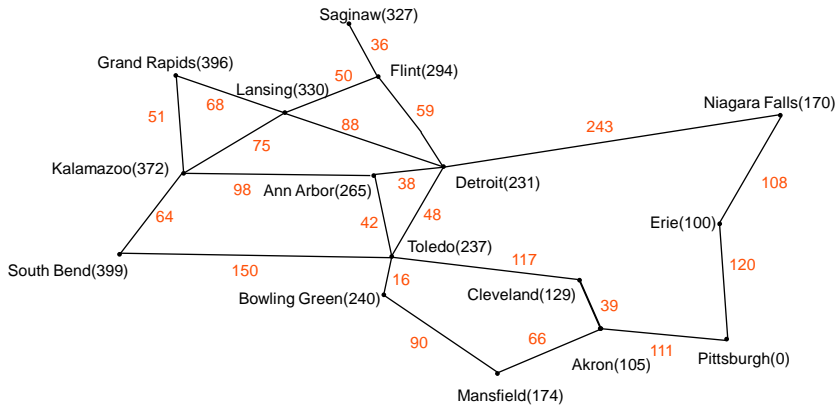 Saginaw(327)
36
Grand Rapids(396)
50
Flint(294)
Lansing(330)
68
Niagara Falls(170)
51
59
88
243
75
Kalamazoo(372)
98
Ann Arbor(265)
38
Detroit(231)
108
64
42
48
Erie(100)
Toledo(237)
South Bend(399)
150
16
117
120
Bowling Green(240)
Cleveland(129)
39
90
66
111
Pittsburgh(0)
Akron(105)
Mansfield(174)